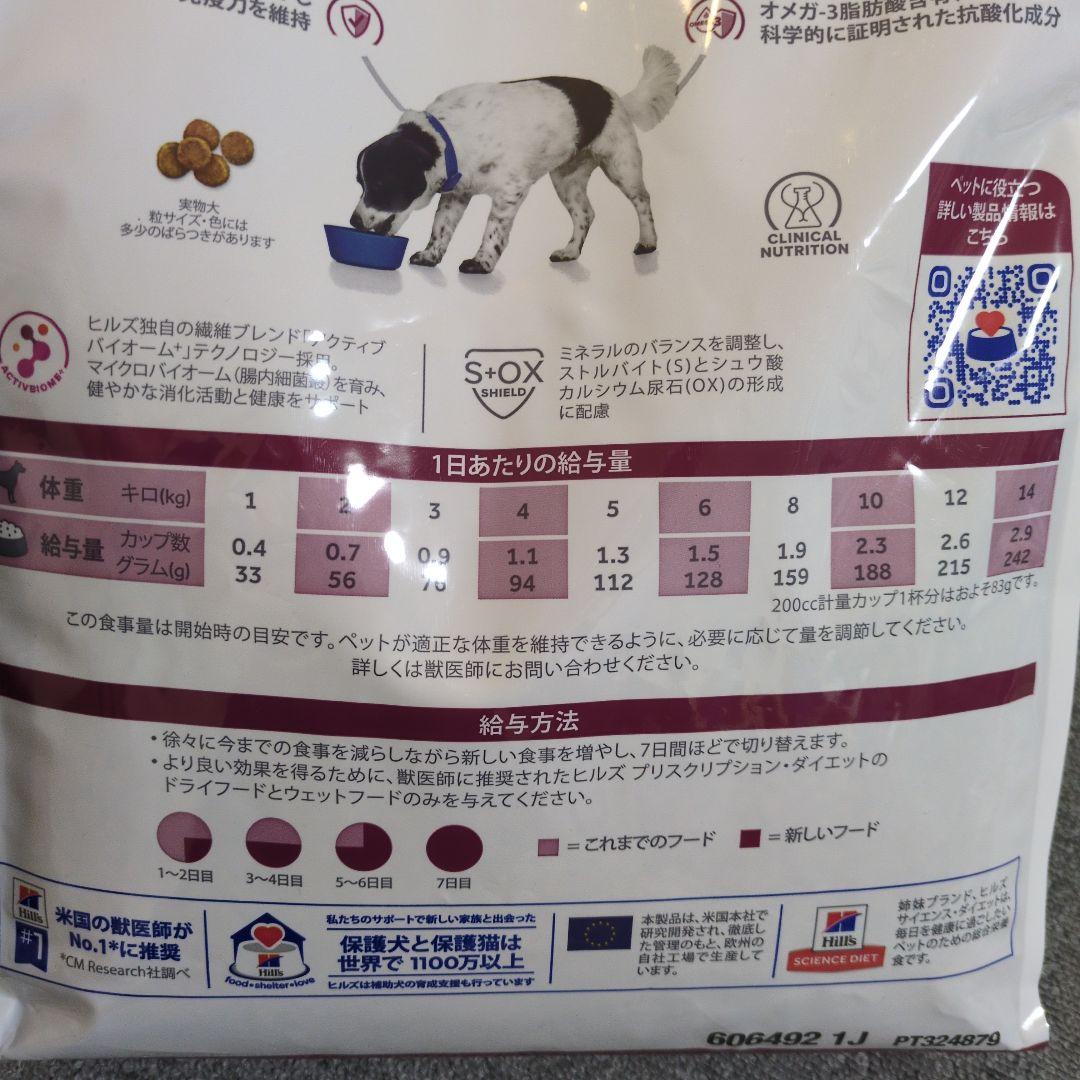 免疫力を維持
オメガ-3脂肪酸含有
科学的に証明された抗酸化成分
実物大
粒サイズ・色には
多少のばらつきがあります
CLINICAL
NUTRITION
ペットに役立つ
詳しい製品情報は
こちら
ACTIVBIOME+
ヒルズ独自の繊維ブレンド「アクティブ
バイオーム+」テクノロジー採用。
マイクロバイオーム(腸内細菌叢)を育み、
健やかな消化活動と健康をサポート
S+OX
SHIELD
ミネラルのバランスを調整し、
ストルバイト(S)とシュウ酸
カルシウム尿石(OX)の形成
に配慮
1日あたりの給与量
体重 キロ(kg) 1 2 3 4 5 6 8 10 12 14
給与量 カップ数 0.4 0.7 0.9 1.1 1.3 1.5 1.9 2.3 2.6 2.9
グラム(g) 33 56 76 94 112 128 159 188 215 242
200cc計量カップ1杯分はおよそ83gです。
この食事量は開始時の目安です。ペットが適正な体重を維持できるように、必要に応じて量を調節してください。
詳しくは獣医師にお問い合わせください。
給与方法
・徐々に今までの食事を減らしながら新しい食事を増やし、7日間ほどで切り替えます。
・より良い効果を得るために、獣医師に推奨されたヒルズ プリスクリプション・ダイエットの
ドライフードとウェットフードのみを与えてください。
1〜2日目 3〜4日目 5〜6日目 7日目
=これまでのフード =新しいフード
Hill's
#1
米国の獣医師が
No.1*に推奨
*CM Research社調べ
Hill's
food•shelter•love
私たちのサポートで新しい家族と出会った
保護犬と保護猫は
世界で 1100万以上
ヒルズは補助犬の育成支援も行っています
本製品は、米国本社で
研究開発され、徹底し
た管理のもと、欧州の
自社工場で生産して
います。
Hill's
SCIENCE DIET
姉妹ブランド、ヒルズ
サイエンス・ダイエットは、
毎日を健康に過ごしたい
ペットのための総合栄養
食です。
606492 1J PT324879